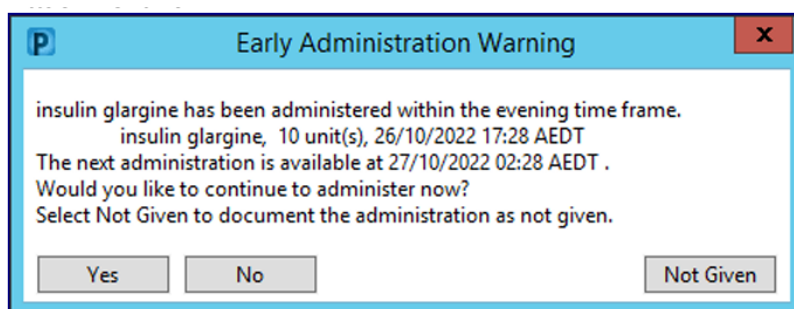 P
Early Administration Warning
x
insulin glargine has been administered within the evening time frame.
insulin glargine, 10 unit(s), 26/10/2022 17:28 AEDT
The next administration is available at 27/10/2022 02:28 AEDT .
Would you like to continue to administer now?
Select Not Given to document the administration as not given.
Yes
No
Not Given